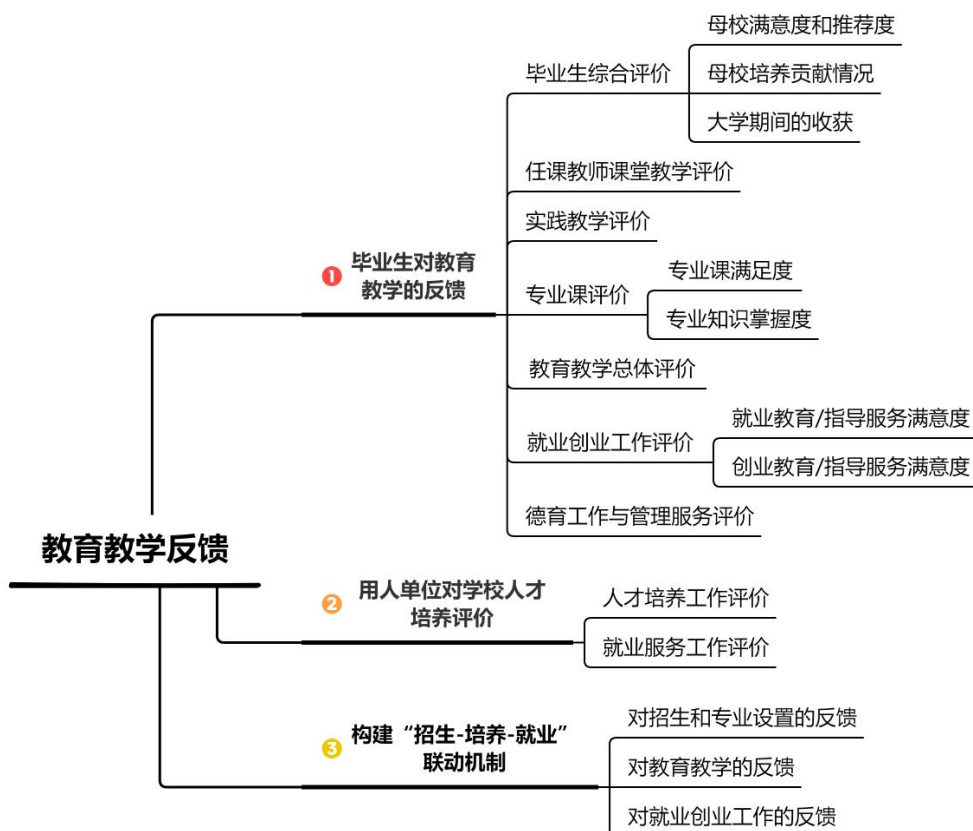 母校满意度和推荐度
毕业生综合评价
母校培养贡献情况
大学期间的收获
任课教师课堂教学评价
实践教学评价
1 毕业生对教育
教学的反馈
专业课评价
专业课满足度
专业知识掌握度
教育教学总体评价
就业创业工作评价
就业教育/指导服务满意度
创业教育/指导服务满意度
德育工作与管理服务评价
教育教学反馈
2 用人单位对学校人才
培养评价
人才培养工作评价
就业服务工作评价
3 构建“招生-培养-就业”
联动机制
对招生和专业设置的反馈
对教育教学的反馈
对就业创业工作的反馈